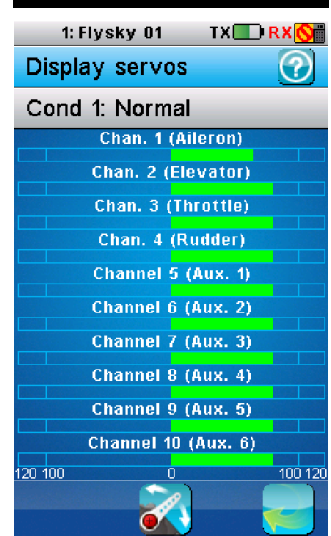 1: Flysky 01 TX RX
Display servos ?
Cond 1: Normal
Chan. 1 (Aileron)
Chan. 2 (Elevator)
Chan. 3 (Throttle)
Chan. 4 (Rudder)
Channel 5 (Aux. 1)
Channel 6 (Aux. 2)
Channel 7 (Aux. 3)
Channel 8 (Aux. 4)
Channel 9 (Aux. 5)
Channel 10 (Aux. 6)
120 100 0 100 120